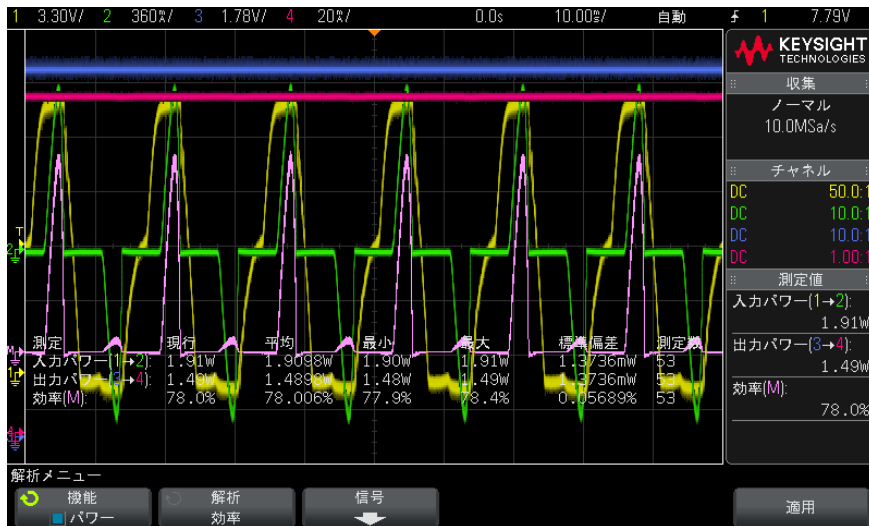 1 3.30V/ 2 360%/ 3 1.78V/ 4 20%/ 0.0s 10.00%/ 自動 1 7.79V
KEYSIGHT
TECHNOLOGIES
収集
ノーマル
10.0MSa/s
チャネル
DC 50.0:1
DC 10.0:1
DC 10.0:1
DC 1.00:1
測定値
入力パワー(1→2):
1.91W
出力パワー(3→4):
1.49W
効率(M):
78.0%
測定 現行 平均 最小 最大 標準偏差 測定数
入力パワー(1→2): 1.91W 1.9098W 1.90W 1.91W 1.3736mW 53
出力パワー(3→4): 1.49W 1.4898W 1.48W 1.49W 1.3736mW 53
効率(M): 78.0% 78.006% 77.9% 78.4% 0.05689% 53
解析メニュー
機能
パワー
解析
効率
信号
適用